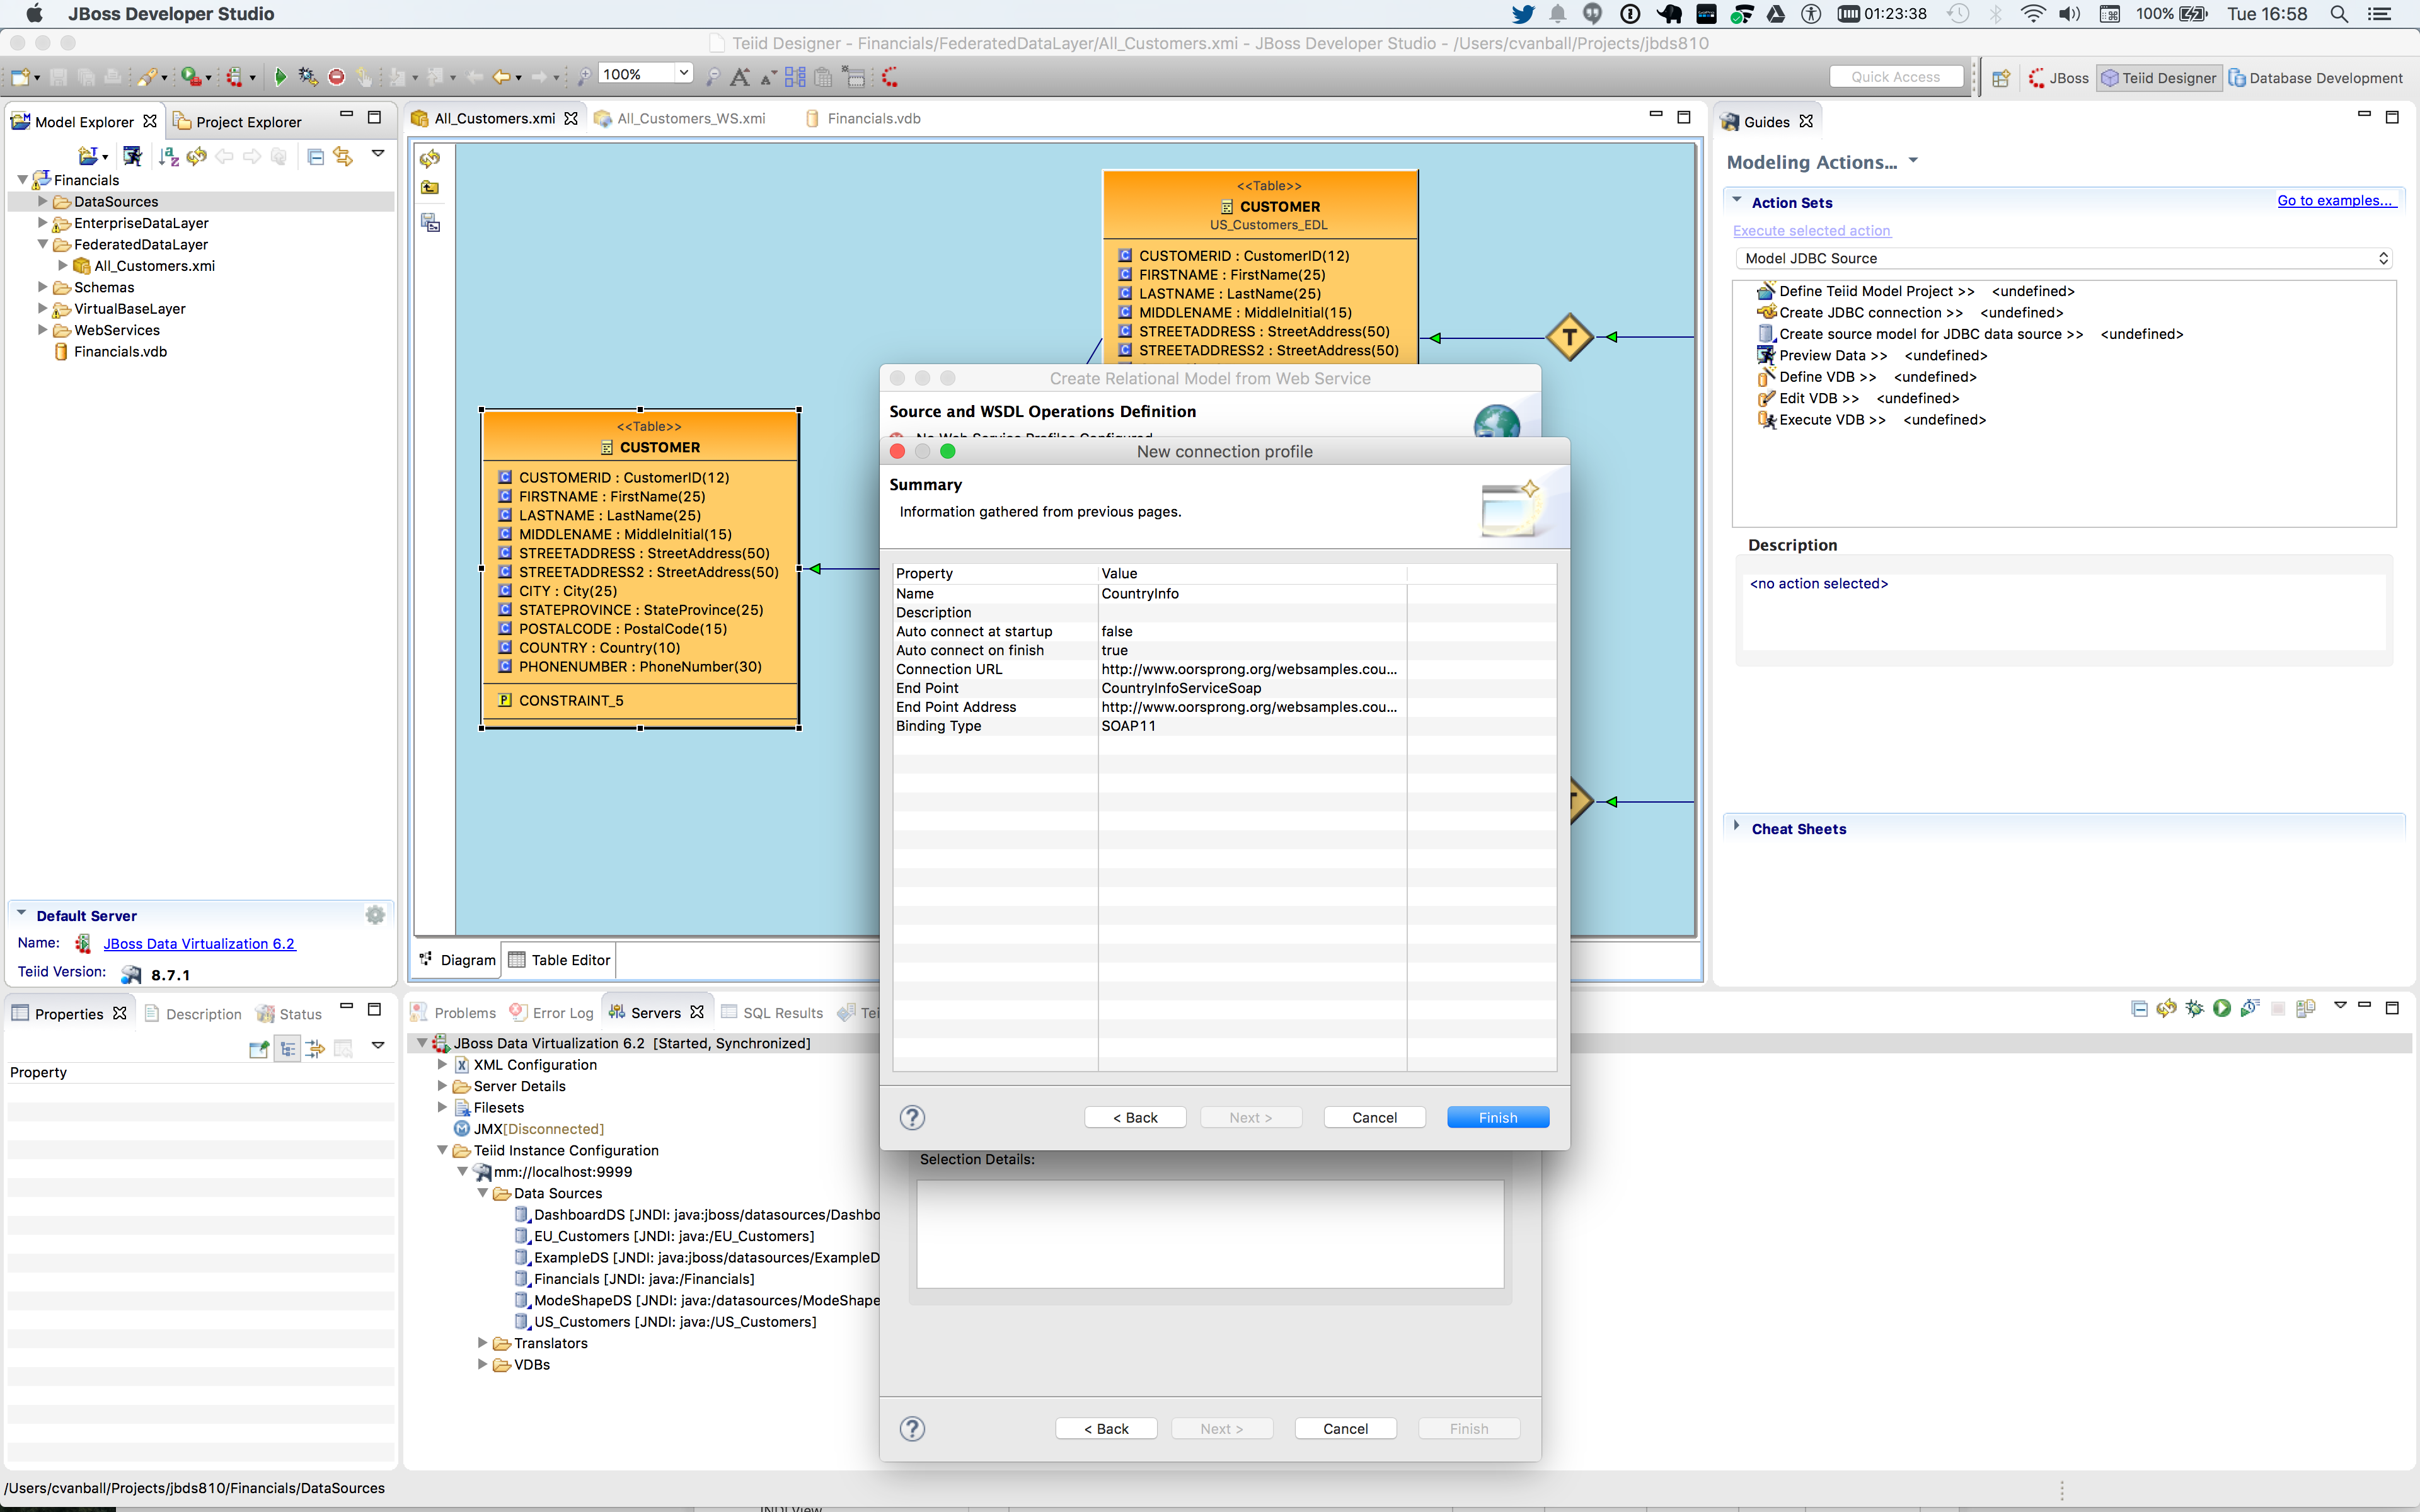 JBoss Developer Studio
01:23:38
100%
Tue 16:58
Teiid Designer - Financials/FederatedDataLayer/All_Customers.xmi - JBoss Developer Studio - /Users/cvanball/Projects/jbds810
100%
Quick Access
JBoss
Teiid Designer
Database Development
Model Explorer
Project Explorer
Financials
DataSources
EnterpriseDataLayer
FederatedDataLayer
All_Customers.xmi
Schemas
VirtualBaseLayer
WebServices
Financials.vdb
Default Server
Name: JBoss Data Virtualization 6.2
Teiid Version: 8.7.1
All_Customers.xmi
All_Customers_WS.xmi
Financials.vdb
<<Table>>
CUSTOMER
US_Customers_EDL
CUSTOMERID : CustomerID(12)
FIRSTNAME : FirstName(25)
LASTNAME : LastName(25)
MIDDLENAME : MiddleInitial(15)
STREETADDRESS : StreetAddress(50)
STREETADDRESS2 : StreetAddress(50)
T
<<Table>>
CUSTOMER
CUSTOMERID : CustomerID(12)
FIRSTNAME : FirstName(25)
LASTNAME : LastName(25)
MIDDLENAME : MiddleInitial(15)
STREETADDRESS : StreetAddress(50)
STREETADDRESS2 : StreetAddress(50)
CITY : City(25)
STATEPROVINCE : StateProvince(25)
POSTALCODE : PostalCode(15)
COUNTRY : Country(10)
PHONENUMBER : PhoneNumber(30)
CONSTRAINT_5
Diagram
Table Editor
Create Relational Model from Web Service
Source and WSDL Operations Definition
No Web Service Profiles Configured
New connection profile
Summary
Information gathered from previous pages.
Property Value
Name CountryInfo
Description
Auto connect at startup false
Auto connect on finish true
Connection URL http://www.oorsprong.org/websamples.cou...
End Point CountryInfoServiceSoap
End Point Address http://www.oorsprong.org/websamples.cou...
Binding Type SOAP11
< Back
Next >
Cancel
Finish
Selection Details:
< Back
Next >
Cancel
Finish
Guides
Modeling Actions...
Action Sets
Go to examples...
Execute selected action
Model JDBC Source
Define Teiid Model Project >> <undefined>
Create JDBC connection >> <undefined>
Create source model for JDBC data source >> <undefined>
Preview Data >> <undefined>
Define VDB >> <undefined>
Edit VDB >> <undefined>
Execute VDB >> <undefined>
Description
<no action selected>
Cheat Sheets
Properties
Description
Status
Property
Problems
Error Log
Servers
SQL Results
Tei
JBoss Data Virtualization 6.2 [Started, Synchronized]
XML Configuration
Server Details
Filesets
JMX[Disconnected]
Teiid Instance Configuration
mm://localhost:9999
Data Sources
DashboardDS [JNDI: java:jboss/datasources/Dashbo
EU_Customers [JNDI: java:/EU_Customers]
ExampleDS [JNDI: java:jboss/datasources/ExampleD
Financials [JNDI: java:/Financials]
ModeShapeDS [JNDI: java:/datasources/ModeShape
US_Customers [JNDI: java:/US_Customers]
Translators
VDBs
/Users/cvanball/Projects/jbds810/Financials/DataSources